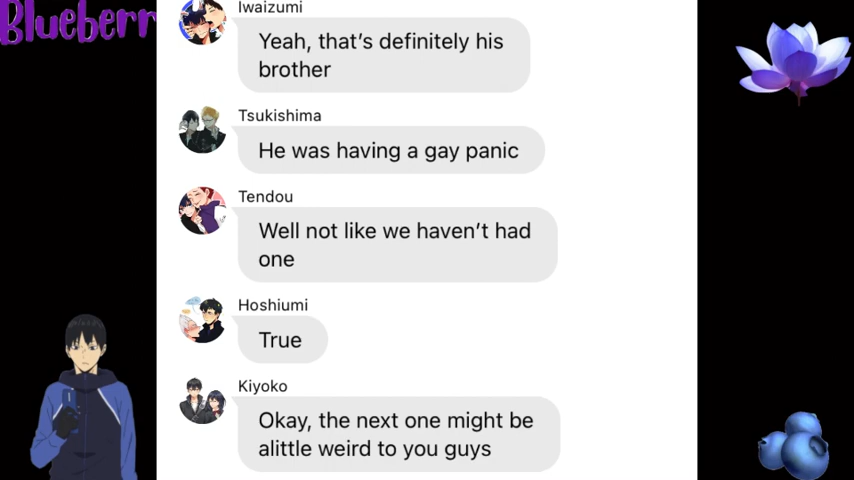 Blueberr
Iwaizumi
Yeah, that's definitely his
brother
Tsukishima
He was having a gay panic
Tendou
Well not like we haven't had
one
Hoshiumi
True
Kiyoko
Okay, the next one might be
alittle weird to you guys